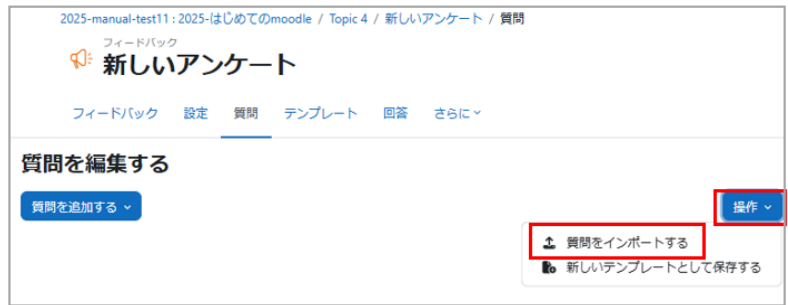 2025-manual-test11 : 2025-はじめてのmoodle / Topic 4 / 新しいアンケート / 質問
フィードバック
新しいアンケート
フィードバック 設定 質問 テンプレート 回答 さらに
質問を編集する
質問を追加する 操作
質問をインポートする
新しいテンプレートとして保存する